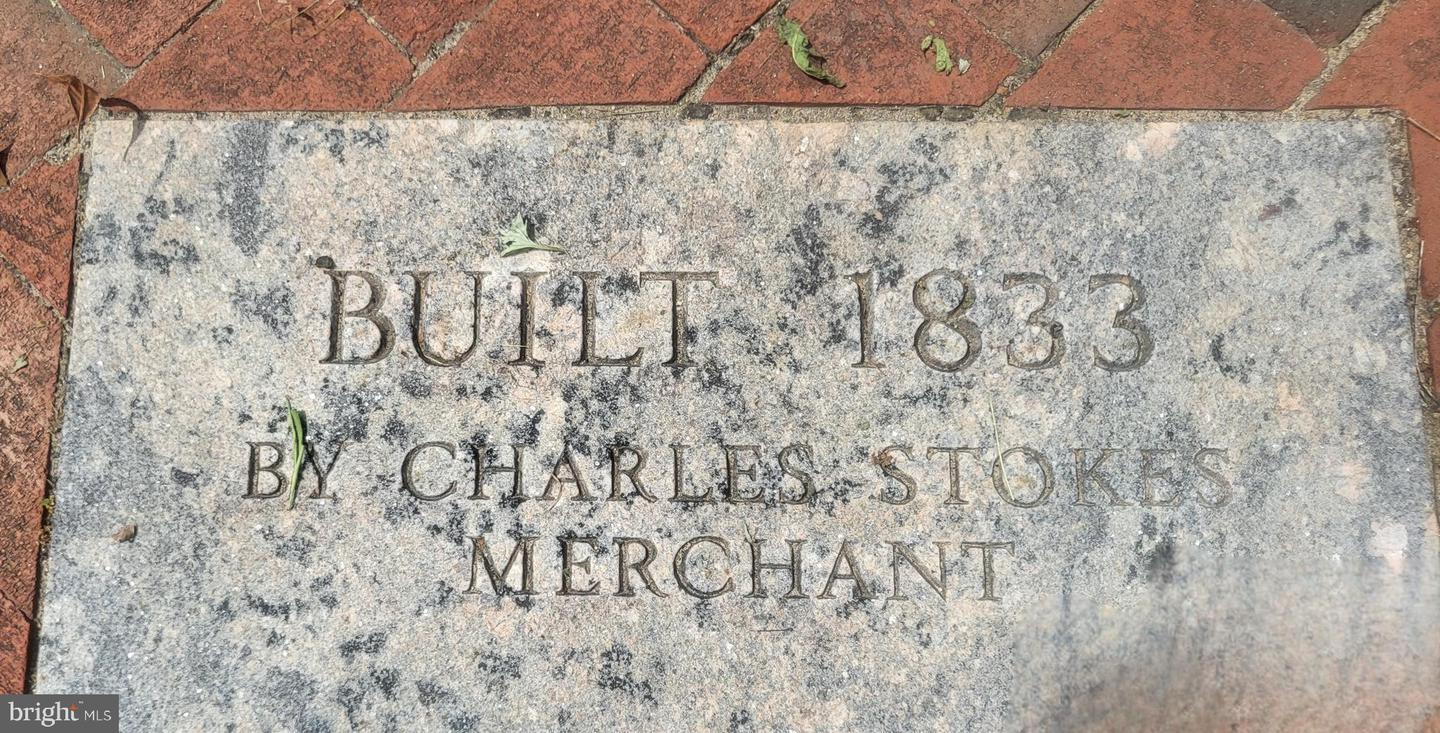 BUILT 1833
BY CHARLES STOKES
MERCHANT
bright MLS